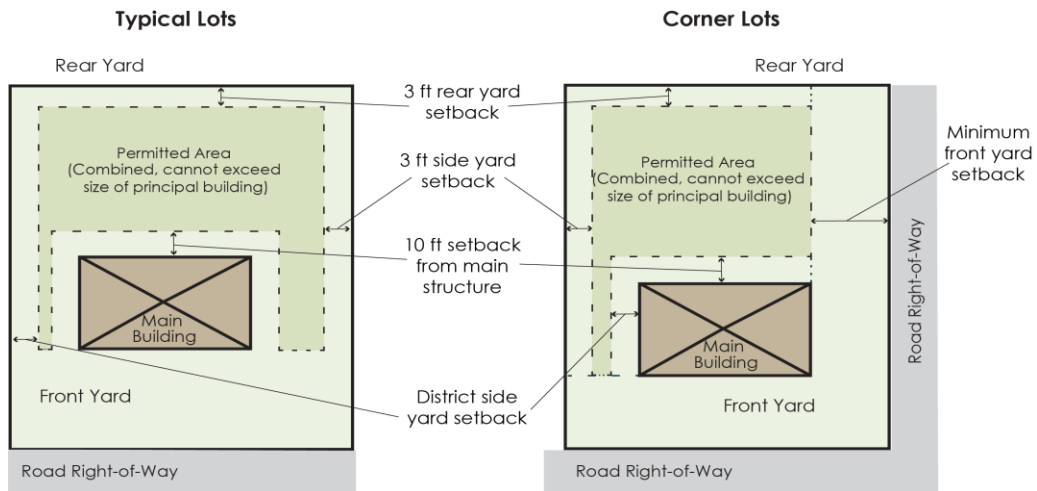 Typical Lots
Corner Lots
Rear Yard
Rear Yard
3 ft rear yard
setback
Permitted Area
(Combined, cannot exceed
size of principal building)
3 ft side yard
setback
Permitted Area
(Combined, cannot exceed
size of principal building)
Minimum
front yard
setback
10 ft setback
from main
structure
Main
Building
Main
Building
Road Right-of-Way
Front Yard
District side
yard setback
Front Yard
Road Right-of-Way
Road Right-of-Way